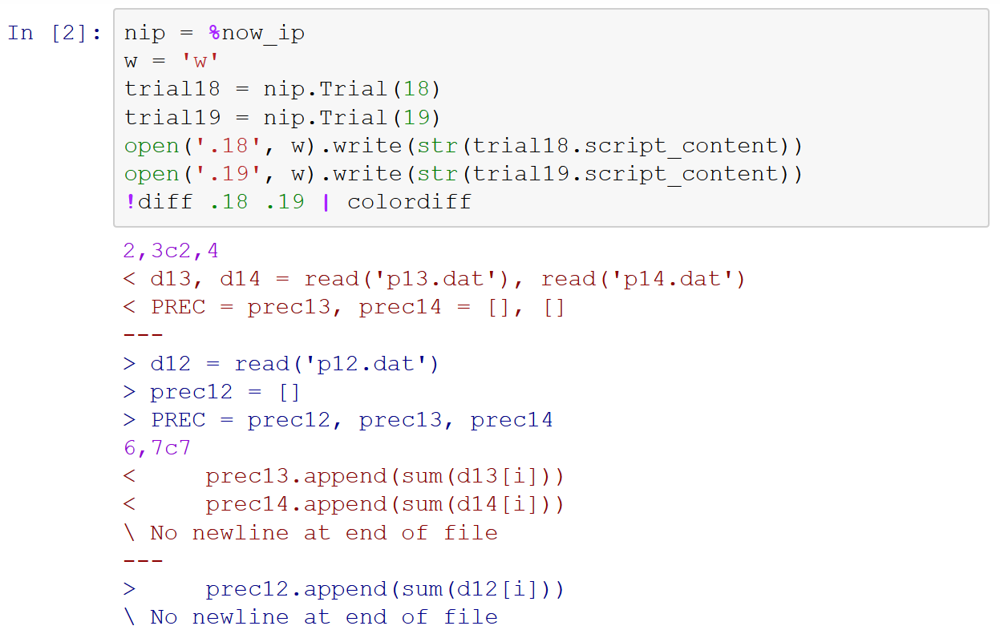 In [2]: nip = %now_ip
w = 'w'
trial18 = nip.Trial(18)
trial19 = nip.Trial(19)
open('.18', w).write(str(trial18.script_content))
open('.19', w).write(str(trial19.script_content))
!diff .18 .19 | colordiff
2,3c2,4
< d13, d14 = read('p13.dat'), read('p14.dat')
< PREC = prec13, prec14 = [], []
---
> d12 = read('p12.dat')
> prec12 = []
> PREC = prec12, prec13, prec14
6,7c7
<     prec13.append(sum(d13[i]))
<     prec14.append(sum(d14[i]))
\ No newline at end of file
---
>     prec12.append(sum(d12[i]))
\ No newline at end of file